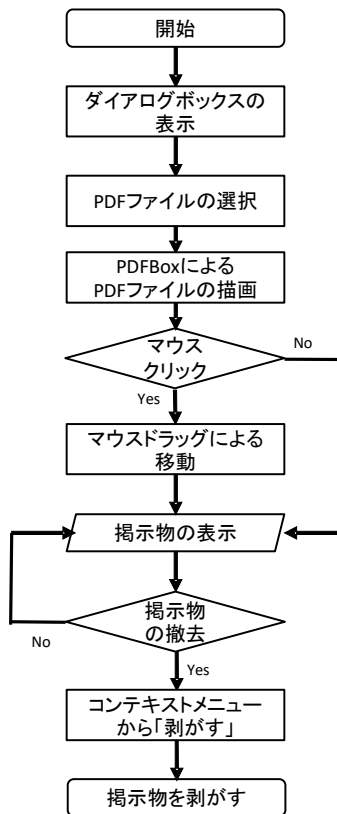 開始
ダイアログボックスの
表示
PDFファイルの選択
PDFBoxによる
PDFファイルの描画
マウス
クリック
No
Yes
マウスドラッグによる
移動
掲示物の表示
掲示物
の撤去
No
Yes
コンテキストメニュー
から「剥がす」
掲示物を剥がす